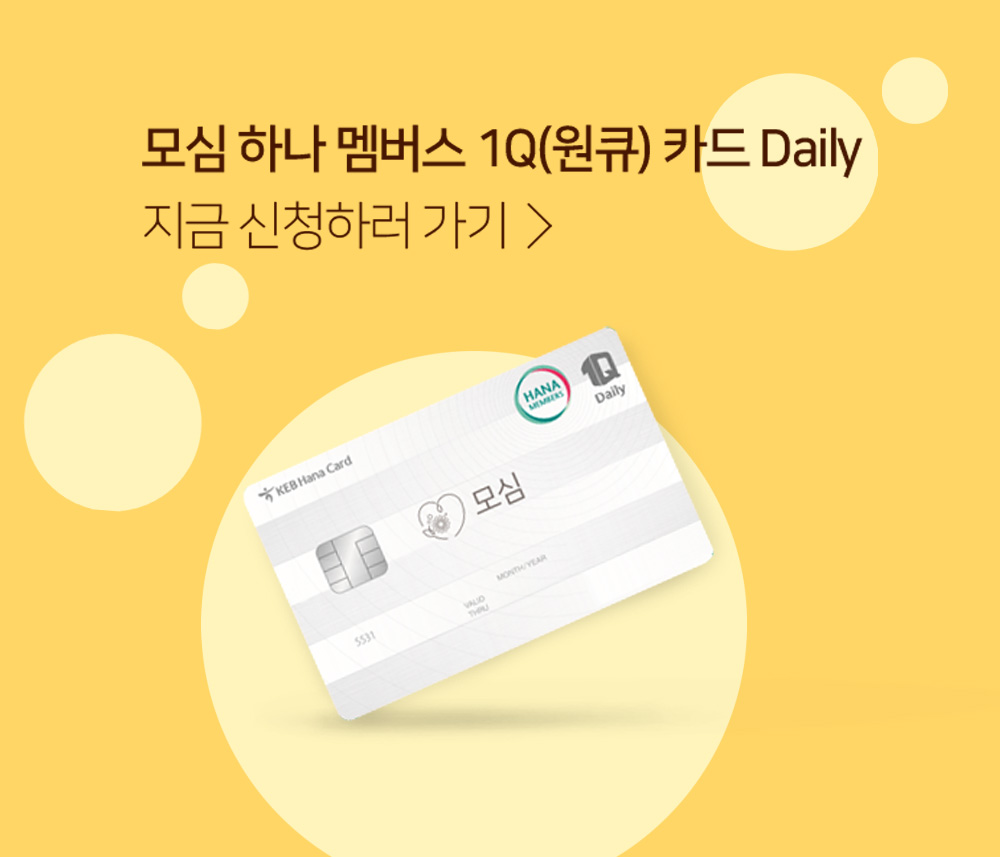 모심 하나 멤버스 1Q(원큐) 카드 Daily
지금 신청하러 가기 >
HANA
MEMBERS
1Q
Daily
KEB Hana Card
모심
MONTH/YEAR
VALID
THRU
5531